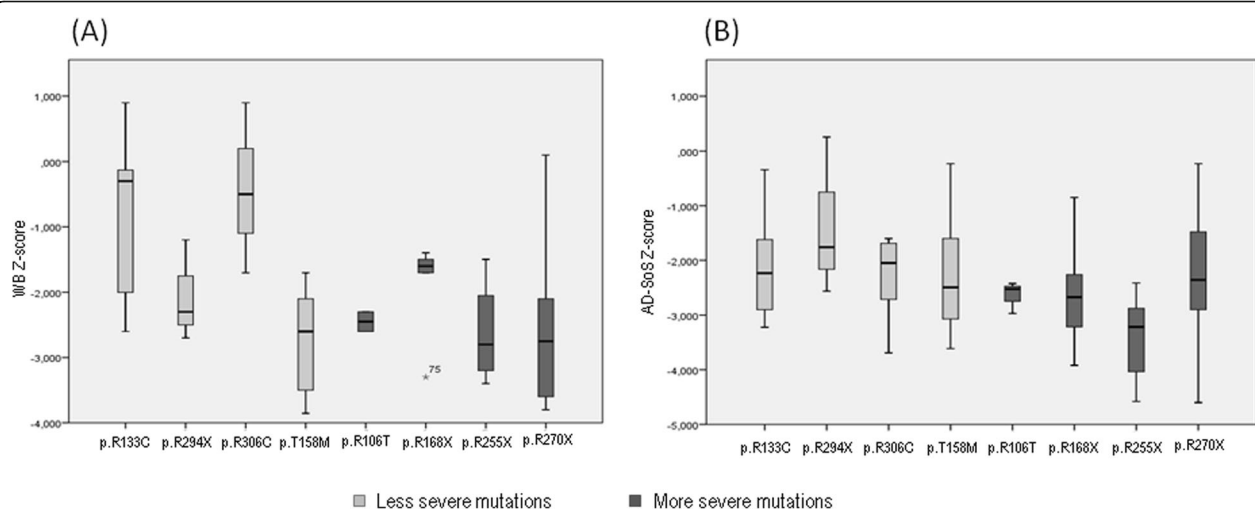 (A)
WB Z-score
1,000
,000
-1,000
-2,000
-3,000
-4,000
75
p.R133C p.R294X p.R306C p.T158M p.R106T p.R168X p.R255X p.R270X
(B)
AD-SoS Z-score
1,000
,000
-1,000
-2,000
-3,000
-4,000
-5,000
p.R133C p.R294X p.R306C p.T158M p.R106T p.R168X p.R255X p.R270X
Less severe mutations More severe mutations